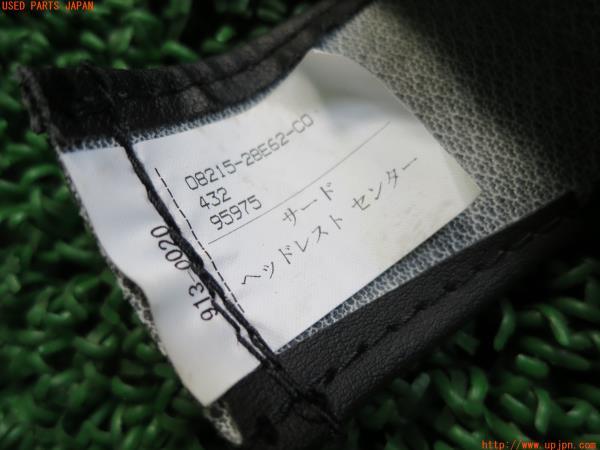 USED PARTS JAPAN
08215-28E62-C0
432
95975
サード
ヘッドレスト センター
913-0020
http://www.upjpn.com